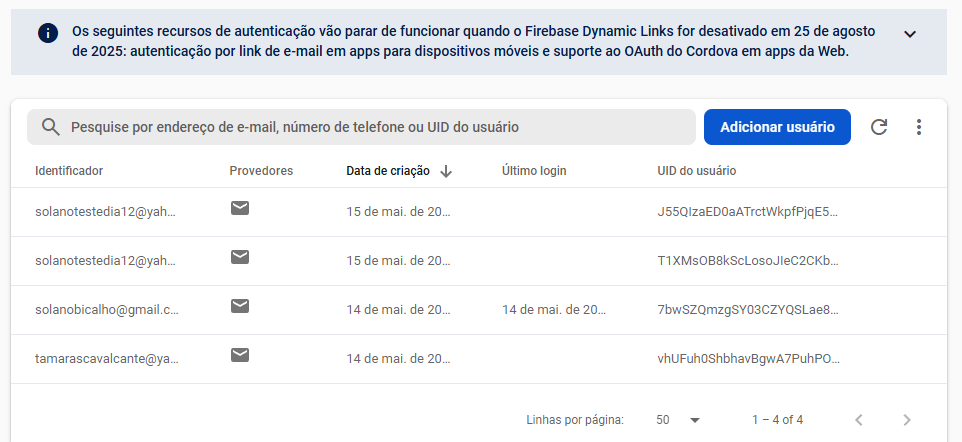 Os seguintes recursos de autenticação vão parar de funcionar quando o Firebase Dynamic Links for desativado em 25 de agosto
de 2025: autenticação por link de e-mail em apps para dispositivos móveis e suporte ao OAuth do Cordova em apps da Web.
Pesquise por endereço de e-mail, número de telefone ou UID do usuário
Adicionar usuário
Identificador Provedores Data de criação Último login UID do usuário
solanotestedia12@yah... 15 de mai. de 20... J55QIzaED0aATrctWkpfPjqE5...
solanotestedia12@yah... 15 de mai. de 20... T1XMsOB8kScLosoJIeC2CKb...
solanobicalho@gmail.c... 14 de mai. de 20... 14 de mai. de 20... 7bwSZQmzgSY03CZYQSLae8...
tamarascavalcante@ya... 14 de mai. de 20... vhUFuh0ShbhavBgwA7PuhPO...
Linhas por página: 50 1 – 4 of 4